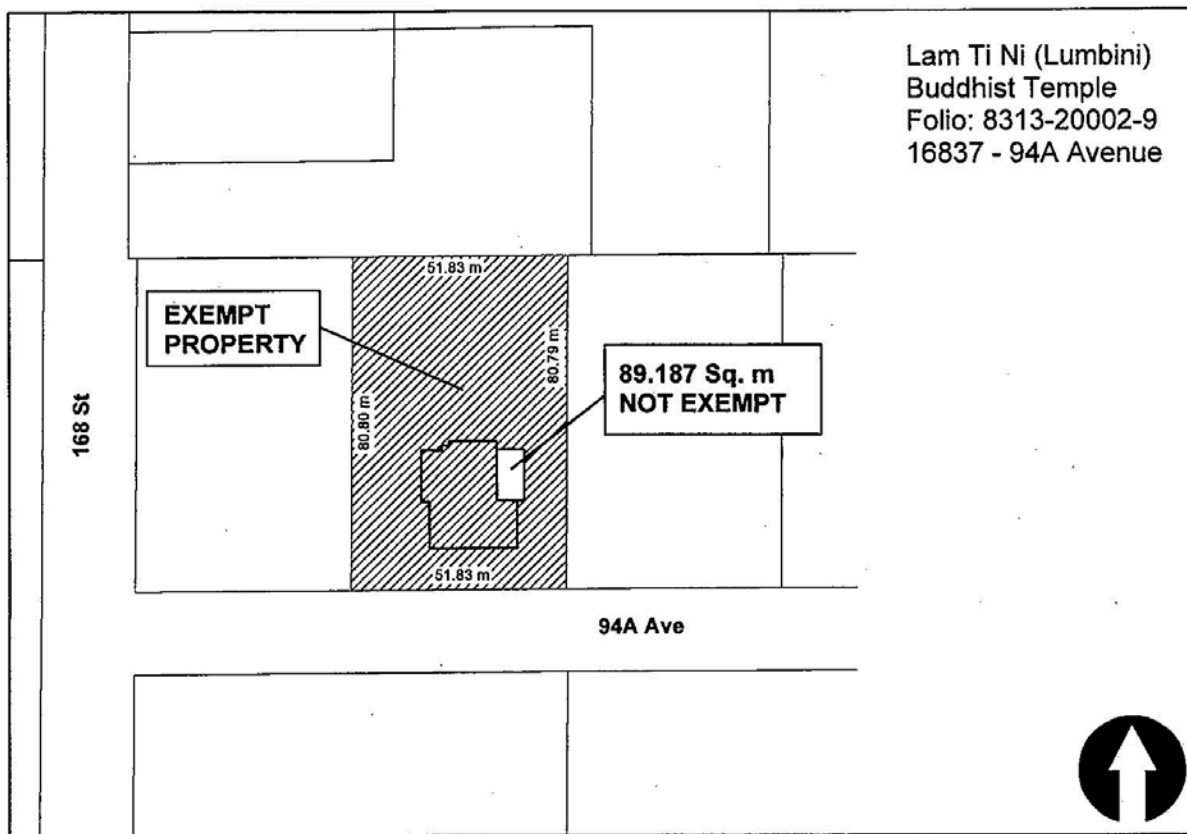 Lam Ti Ni (Lumbini)
Buddhist Temple
Folio: 8313-20002-9
16837 - 94A Avenue
51.83 m
EXEMPT
PROPERTY
80.79 m
89.187 Sq. m
NOT EXEMPT
80.80 m
168 St
51.83 m
94A Ave